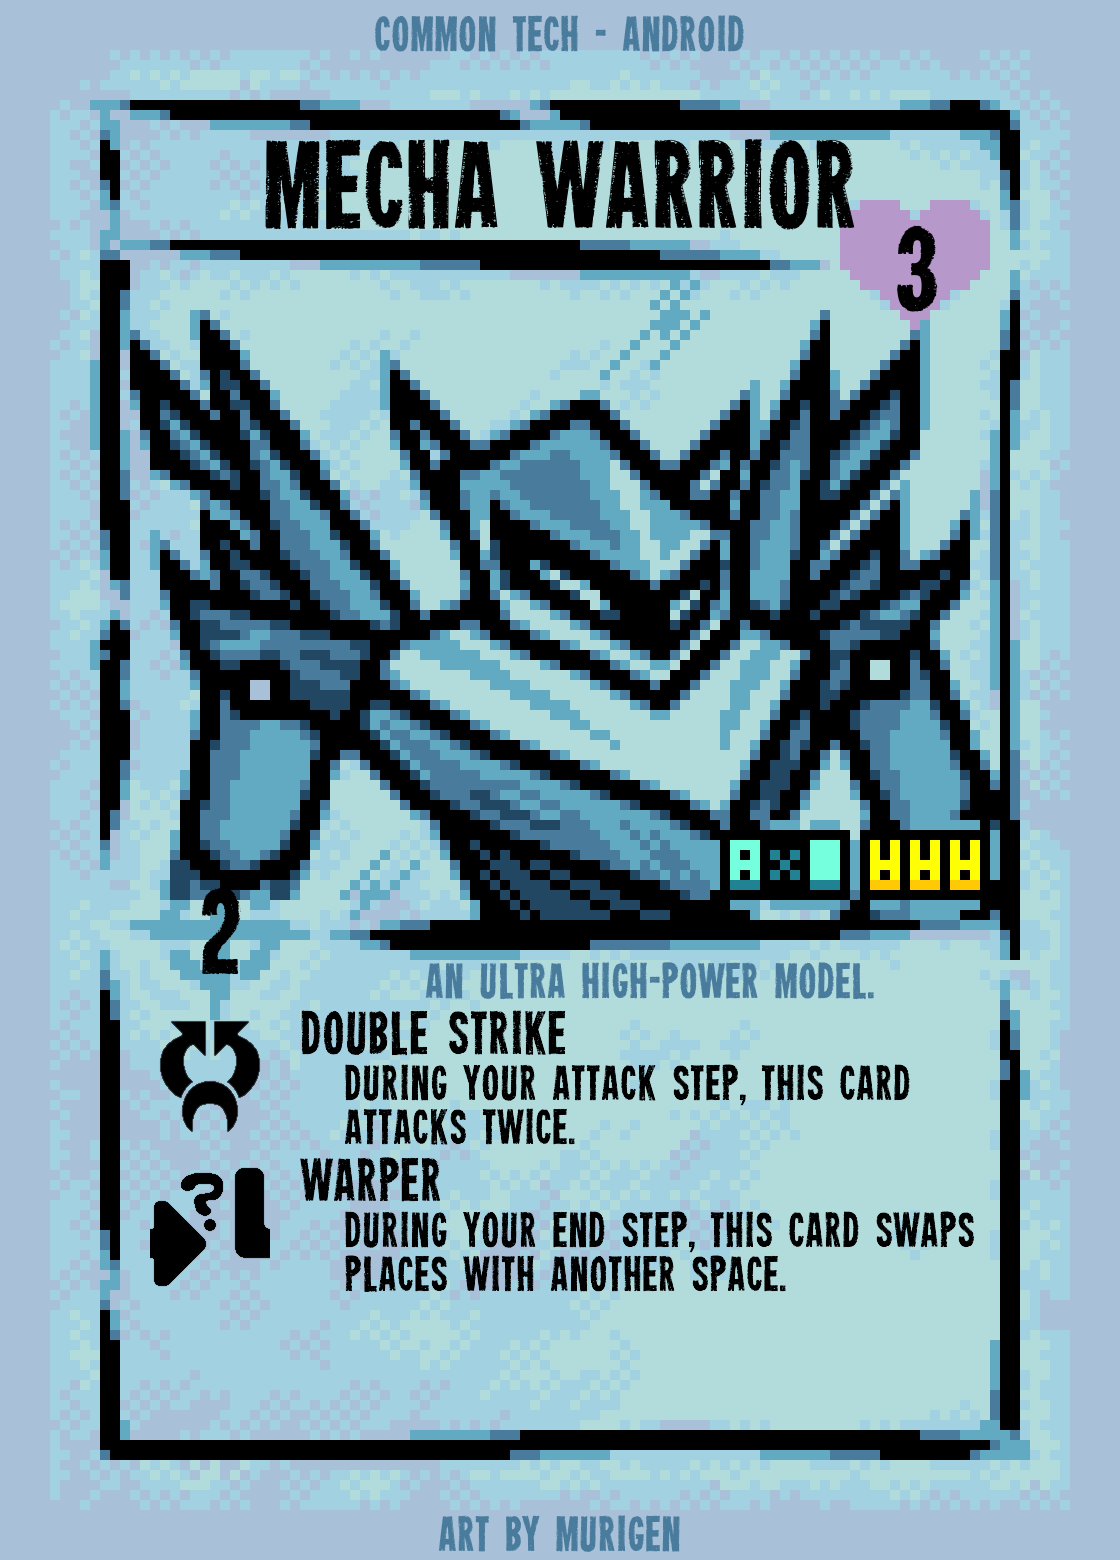 COMMON TECH - ANDROID
MECHA WARRIOR
3
2
AN ULTRA HIGH-POWER MODEL.
DOUBLE STRIKE
DURING YOUR ATTACK STEP, THIS CARD
ATTACKS TWICE.
?
WARPER
DURING YOUR END STEP, THIS CARD SWAPS
PLACES WITH ANOTHER SPACE.
ART BY MURIGEN